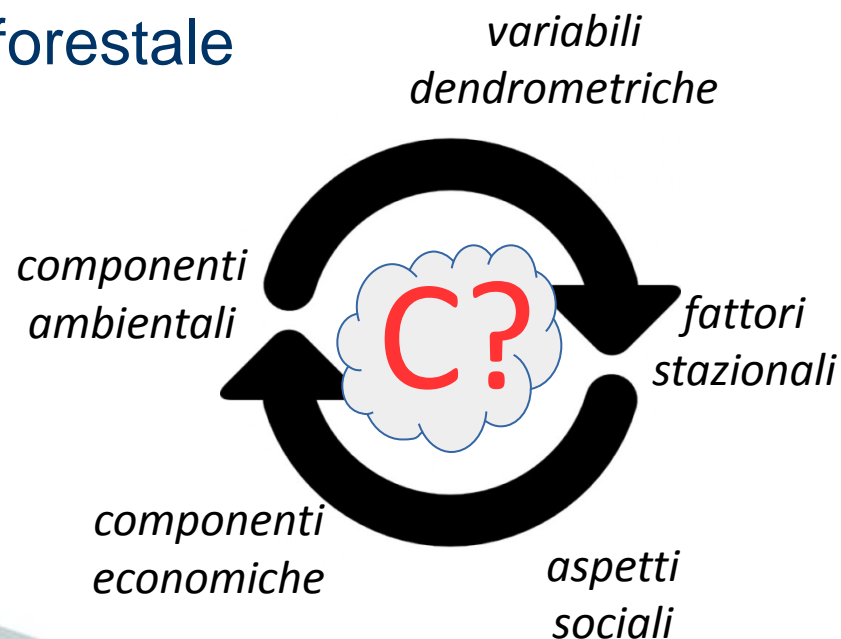 forestale
variabili
dendrometriche
componenti
ambientali
C?
fattori
stazionali
componenti
economiche
aspetti
sociali